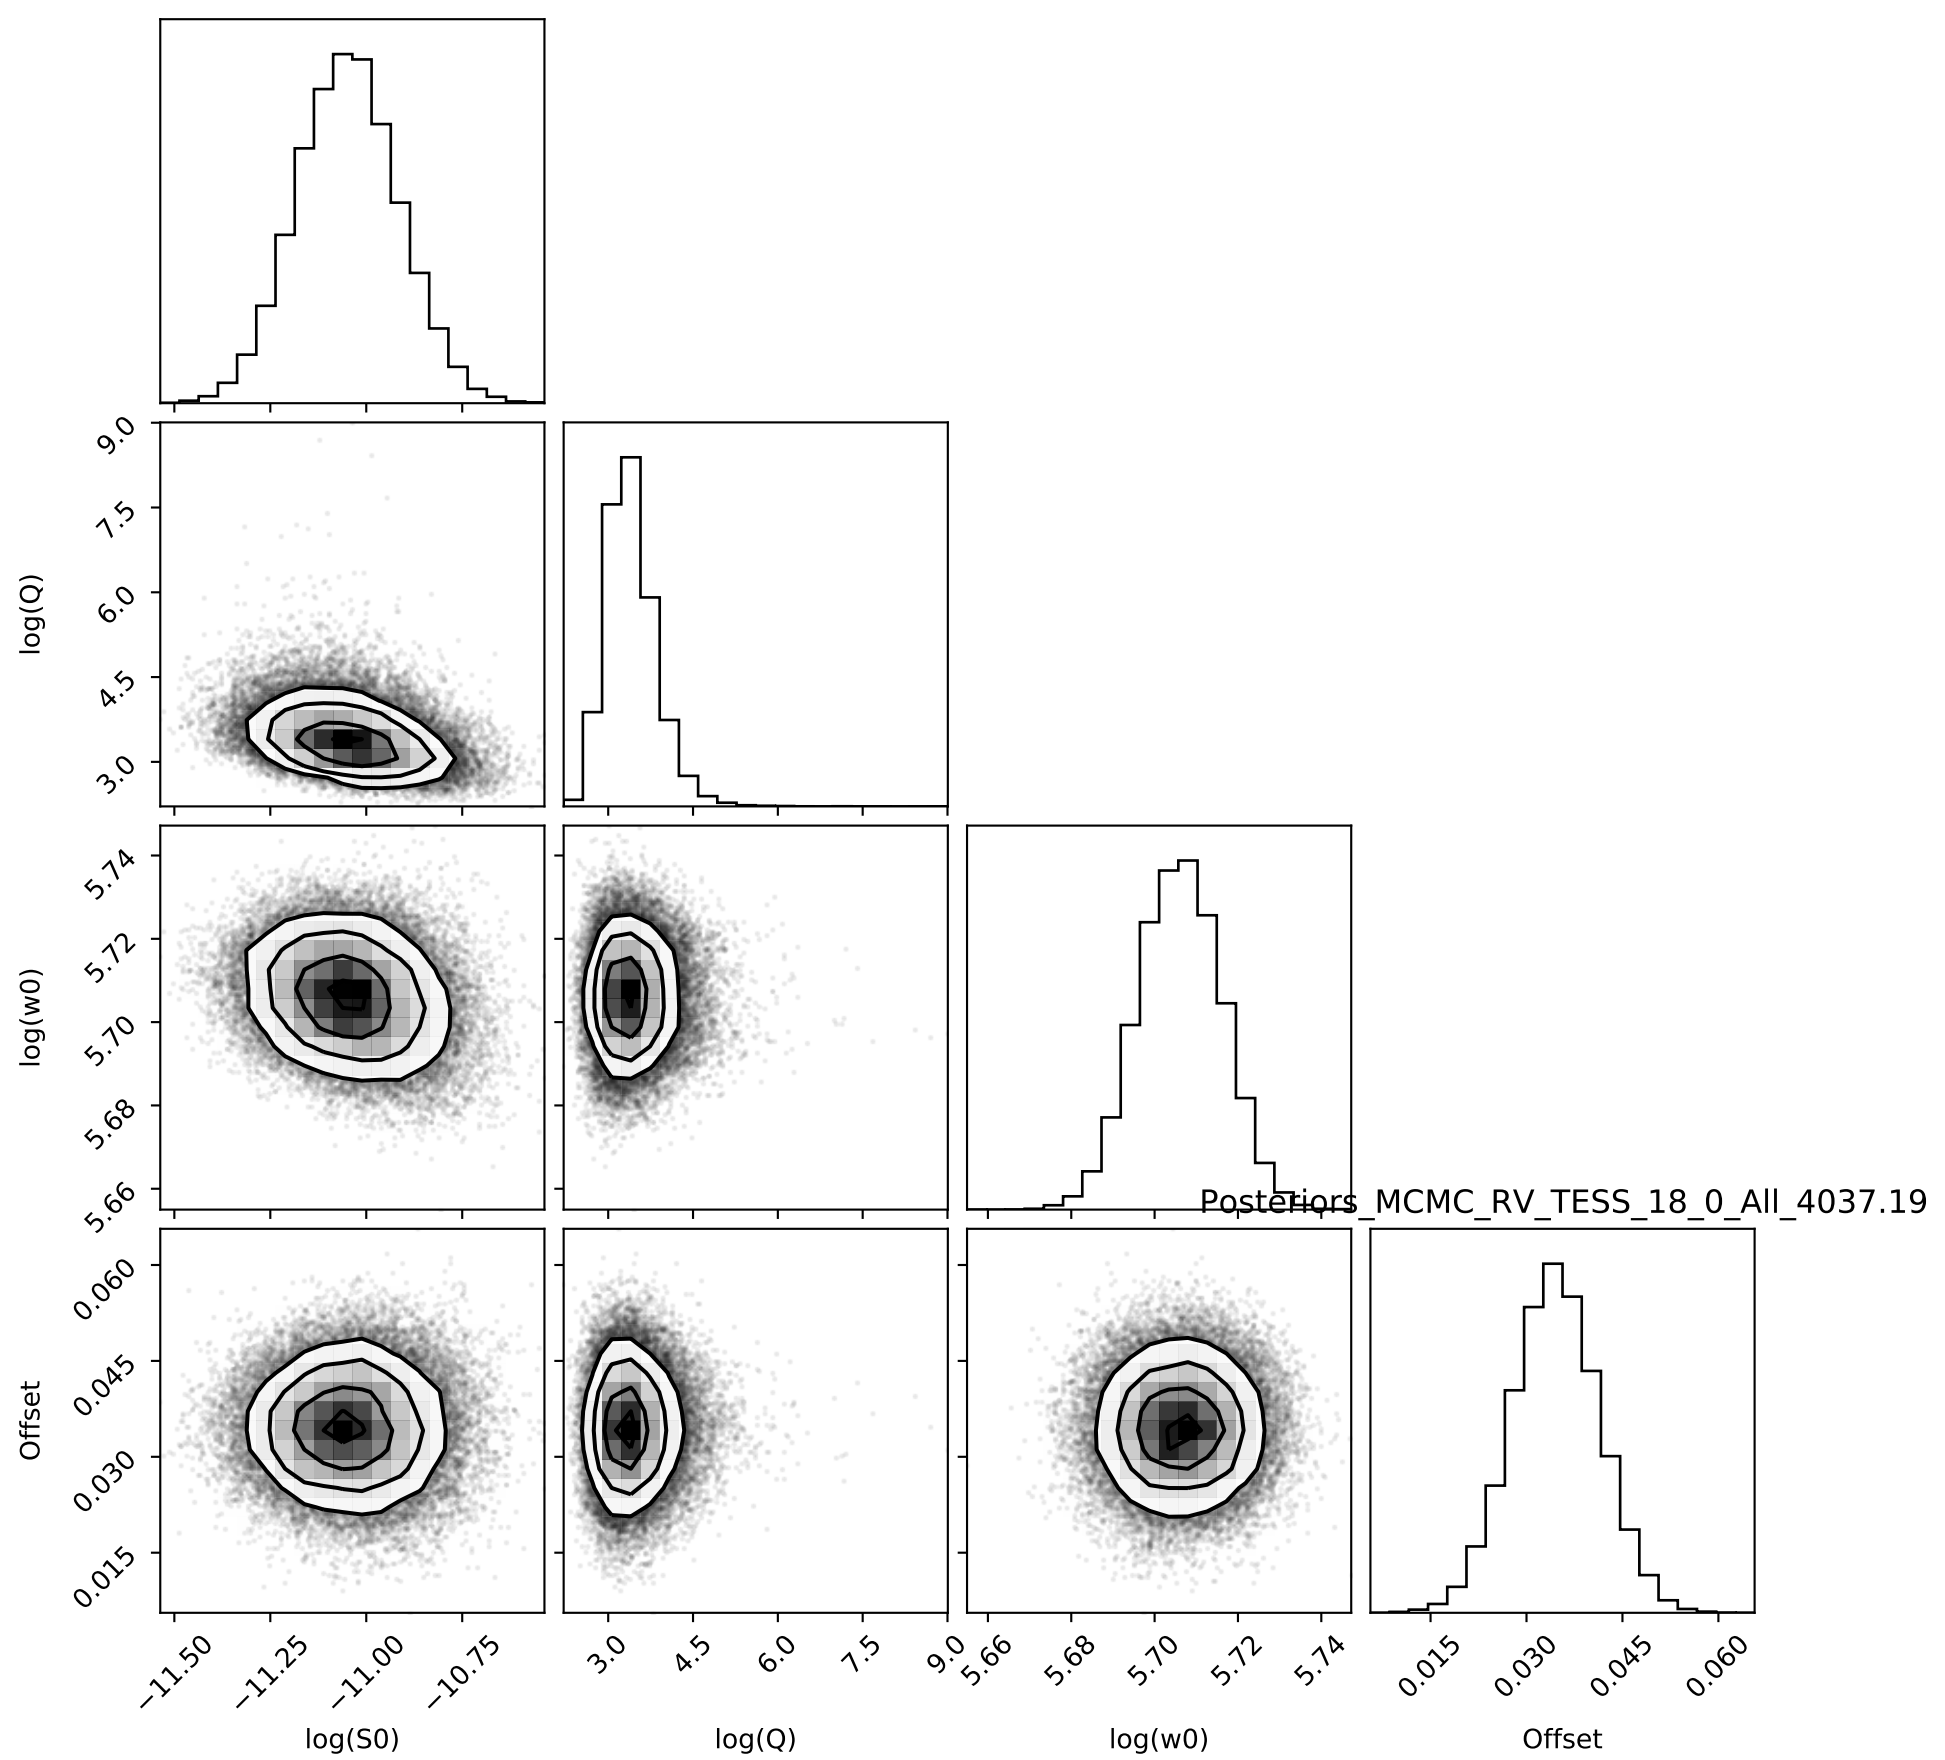 9.0
7.5
6.0
4.5
3.0
log(Q)
5.74
5.72
5.70
5.68
5.66
log(w0)
Posteriors_MCMC_RV_TESS_18_0_All_4037.19
0.060
0.045
0.030
0.015
Offset
−11.50 −11.25 −11.00 −10.75 3.0 4.5 6.0 7.5 9.0 5.66 5.68 5.70 5.72 5.74 0.015 0.030 0.045 0.060
log(S0) log(Q) log(w0) Offset